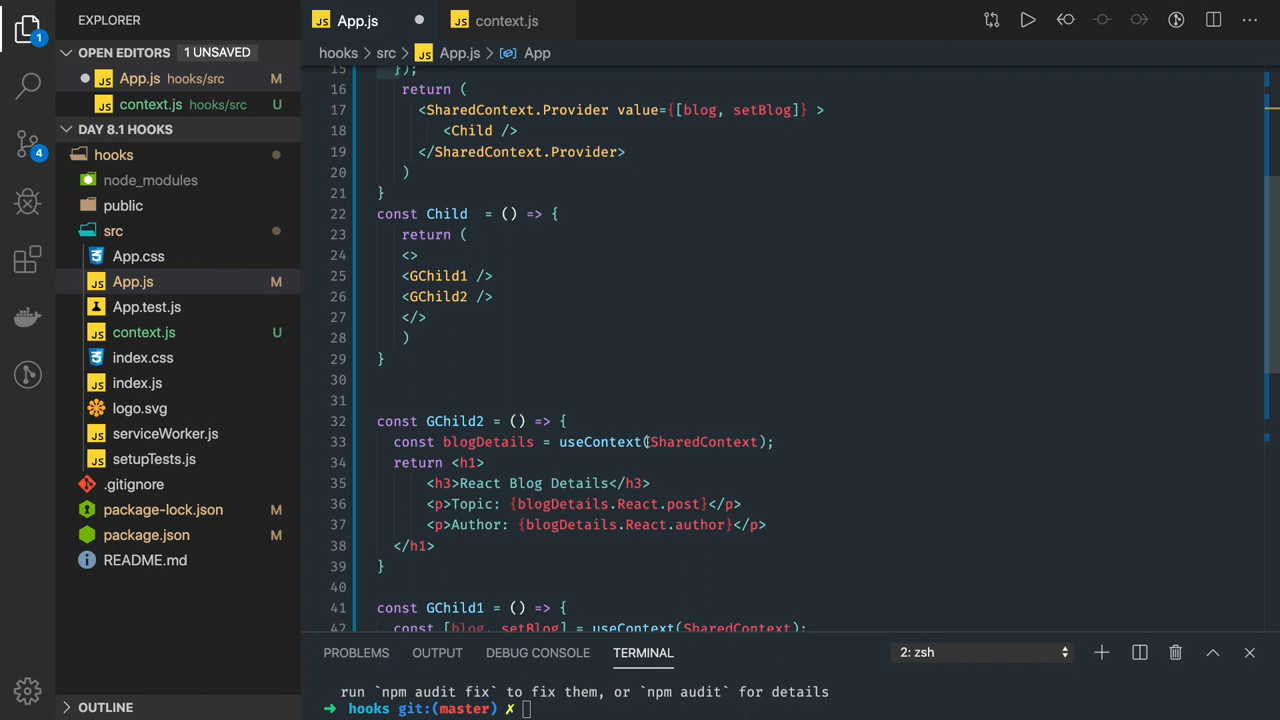 EXPLORER
App.js
context.js
OPEN EDITORS 1 UNSAVED
hooks > src > App.js > App
App.js hooks/src M
context.js hooks/src U
DAY 8.1 HOOKS
hooks
node_modules
public
src
App.css
App.js M
App.test.js
context.js U
index.css
index.js
logo.svg
serviceWorker.js
setupTests.js
.gitignore
package-lock.json M
package.json M
README.md
OUTLINE
1
4
15 });
16 return (
17 <SharedContext.Provider value={[blog, setBlog]} >
18 <Child />
19 </SharedContext.Provider>
20 )
21 }
22 const Child  = () => {
23 return (
24 <>
25 <GChild1 />
26 <GChild2 />
27 </>
28 )
29 }
30
31
32 const GChild2 = () => {
33 const blogDetails = useContext(SharedContext);
34 return <h1>
35 <h3>React Blog Details</h3>
36 <p>Topic: {blogDetails.React.post}</p>
37 <p>Author: {blogDetails.React.author}</p>
38 </h1>
39 }
40
41 const GChild1 = () => {
42 const [blog, setBlog] = useContext(SharedContext);
PROBLEMS OUTPUT DEBUG CONSOLE TERMINAL 2: zsh
run `npm audit fix` to fix them, or `npm audit` for details
➜ hooks git:(master) ✗